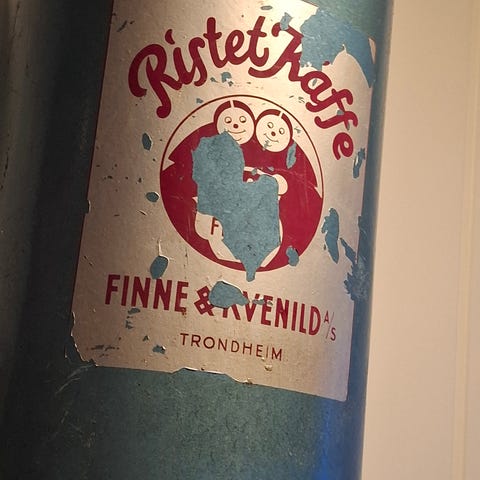 Ristet Kaffe
F
FINNE & KVENILD A/S
TRONDHEIM